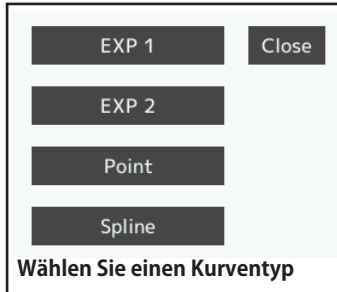 EXP 1 Close
EXP 2
Point
Spline
Wählen Sie einen Kurventyp